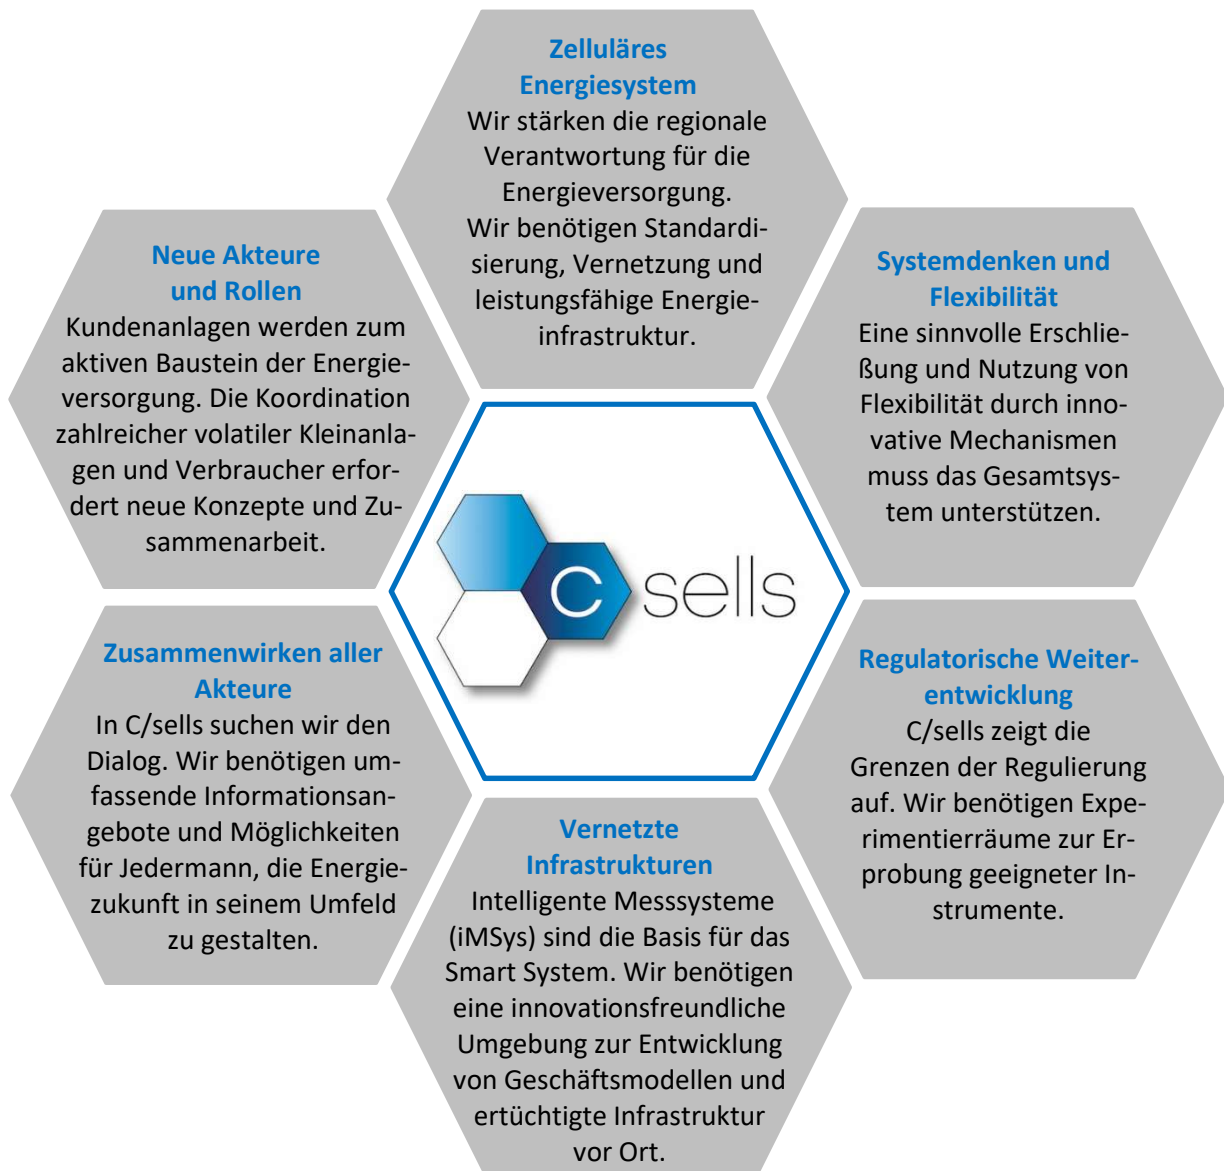 Zelluläres
Energiesystem
Wir stärken die regionale
Verantwortung für die
Energieversorgung.
Wir benötigen Standardi-
sierung, Vernetzung und
leistungsfähige Energie-
infrastruktur.
Neue Akteure
und Rollen
Kundenanlagen werden zum
aktiven Baustein der Energie-
versorgung. Die Koordination
zahlreicher volatiler Kleinanla-
gen und Verbraucher erfor-
dert neue Konzepte und Zu-
sammenarbeit.
Systemdenken und
Flexibilität
Eine sinnvolle Erschlie-
ßung und Nutzung von
Flexibilität durch inno-
vative Mechanismen
muss das Gesamtsys-
tem unterstützen.
C sells
Zusammenwirken aller
Akteure
In C/sells suchen wir den
Dialog. Wir benötigen um-
fassende Informationsan-
gebote und Möglichkeiten
für Jedermann, die Energie-
zukunft in seinem Umfeld
zu gestalten.
Regulatorische Weiter-
entwicklung
C/sells zeigt die
Grenzen der Regulierung
auf. Wir benötigen Expe-
rimentierräume zur Er-
probung geeigneter In-
strumente.
Vernetzte
Infrastrukturen
Intelligente Messsysteme
(iMSys) sind die Basis für das
Smart System. Wir benötigen
eine innovationsfreundliche
Umgebung zur Entwicklung
von Geschäftsmodellen und
ertüchtigte Infrastruktur
vor Ort.